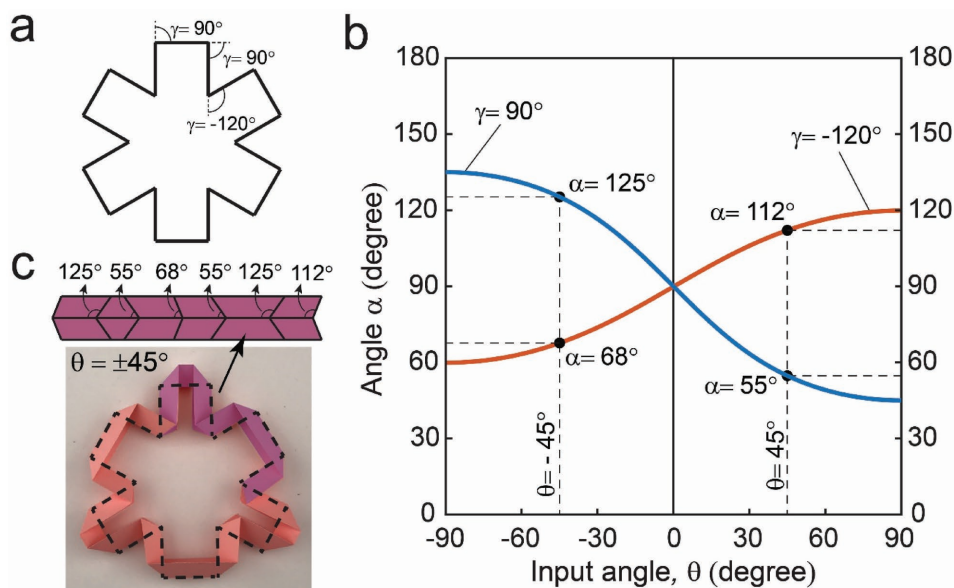 a
γ= 90°
γ= 90°
γ= -120°
b
180
150
120
90
60
30
0
Angle α (degree)
γ= 90°
α= 125°
α= 68°
γ= -120°
α= 112°
α= 55°
θ= - 45°
θ= 45°
180
150
120
90
60
30
0
-90 -60 -30 0 30 60 90
Input angle, θ (degree)
c
125° 55° 68° 55° 125° 112°
θ = ±45°